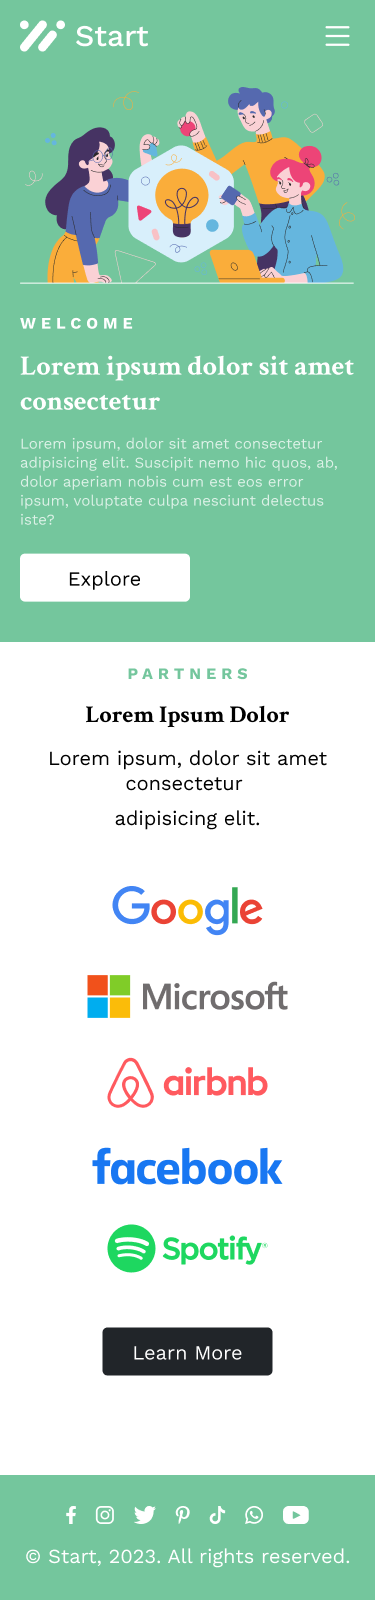 Start
WELCOME
Lorem ipsum dolor sit amet
consectetur
Lorem ipsum, dolor sit amet consectetur
adipisicing elit. Suscipit nemo hic quos, ab,
dolor aperiam nobis cum est eos error
ipsum, voluptate culpa nesciunt delectus
iste?
Explore
PARTNERS
Lorem Ipsum Dolor
Lorem ipsum, dolor sit amet
consectetur
adipisicing elit.
Google
Microsoft
airbnb
facebook
Spotify®
Learn More
© Start, 2023. All rights reserved.